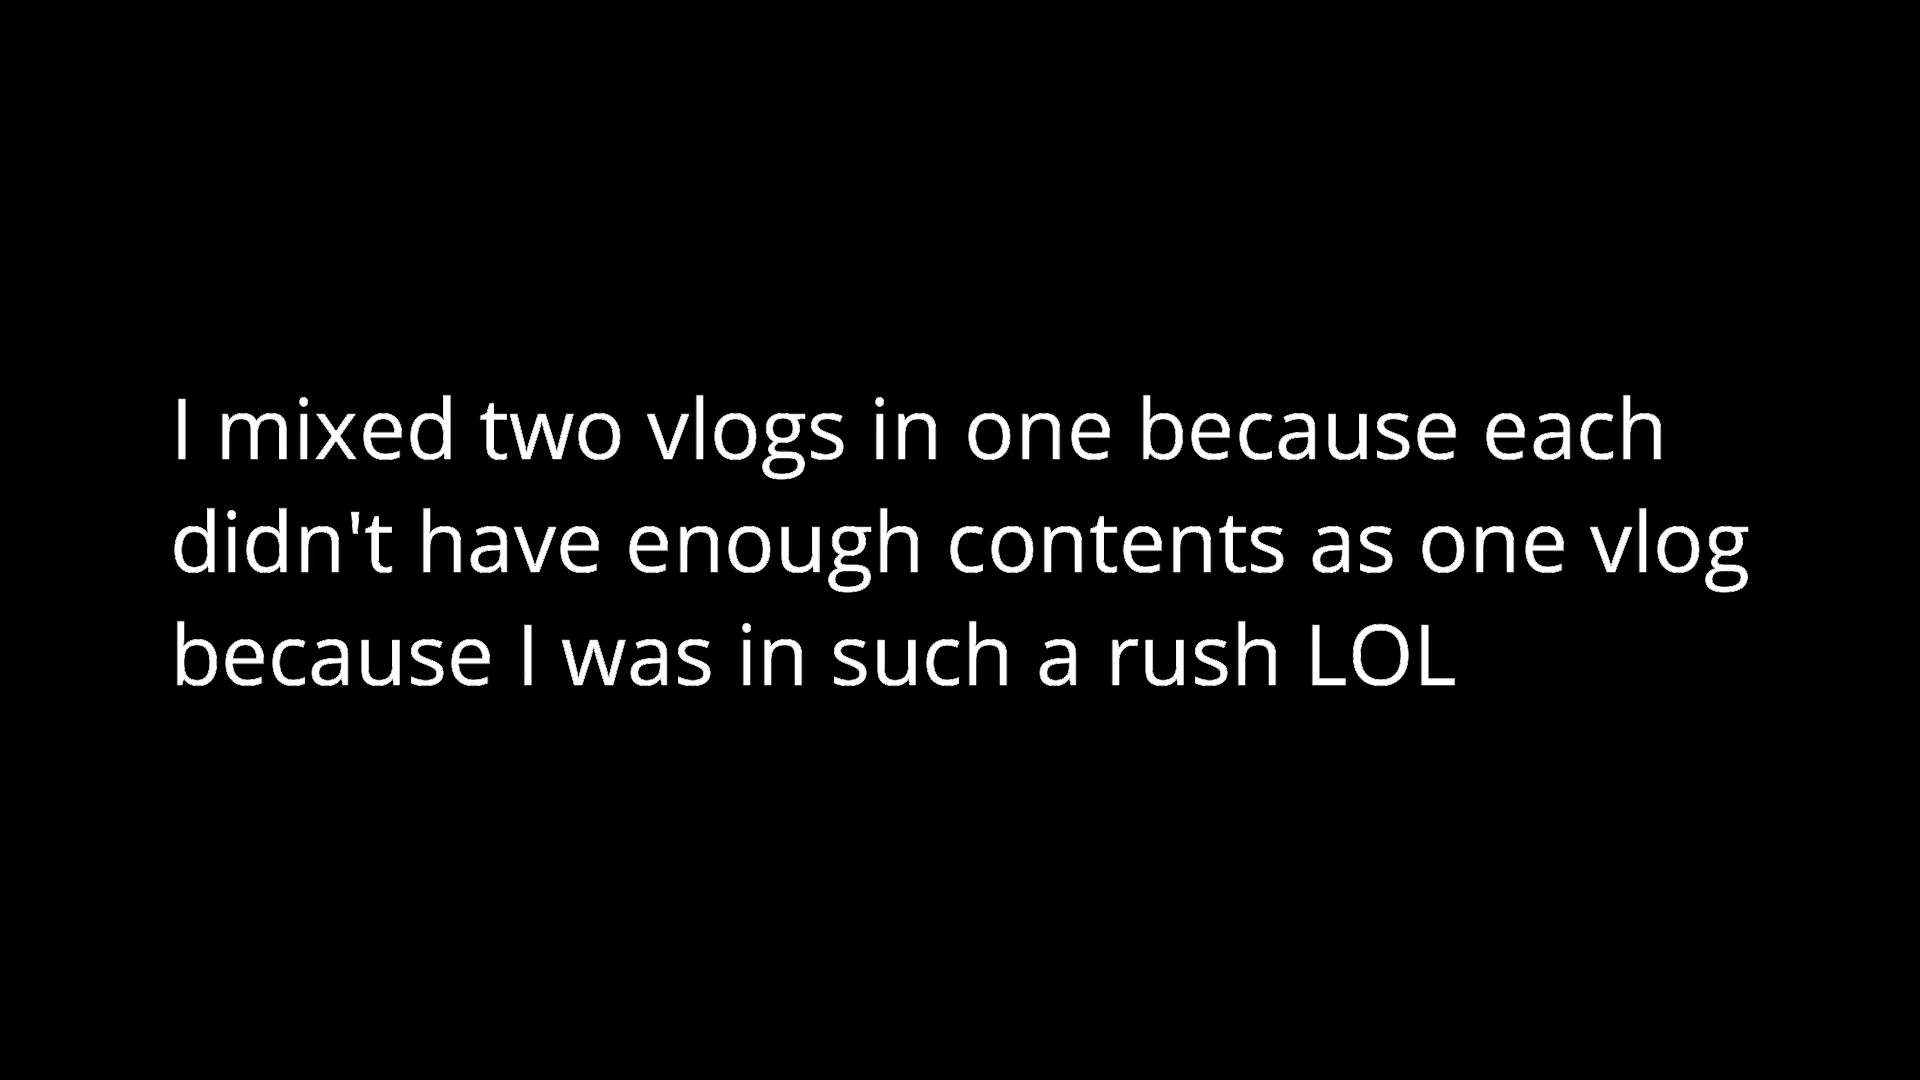 I mixed two vlogs in one because each
didn't have enough contents as one vlog
because I was in such a rush LOL